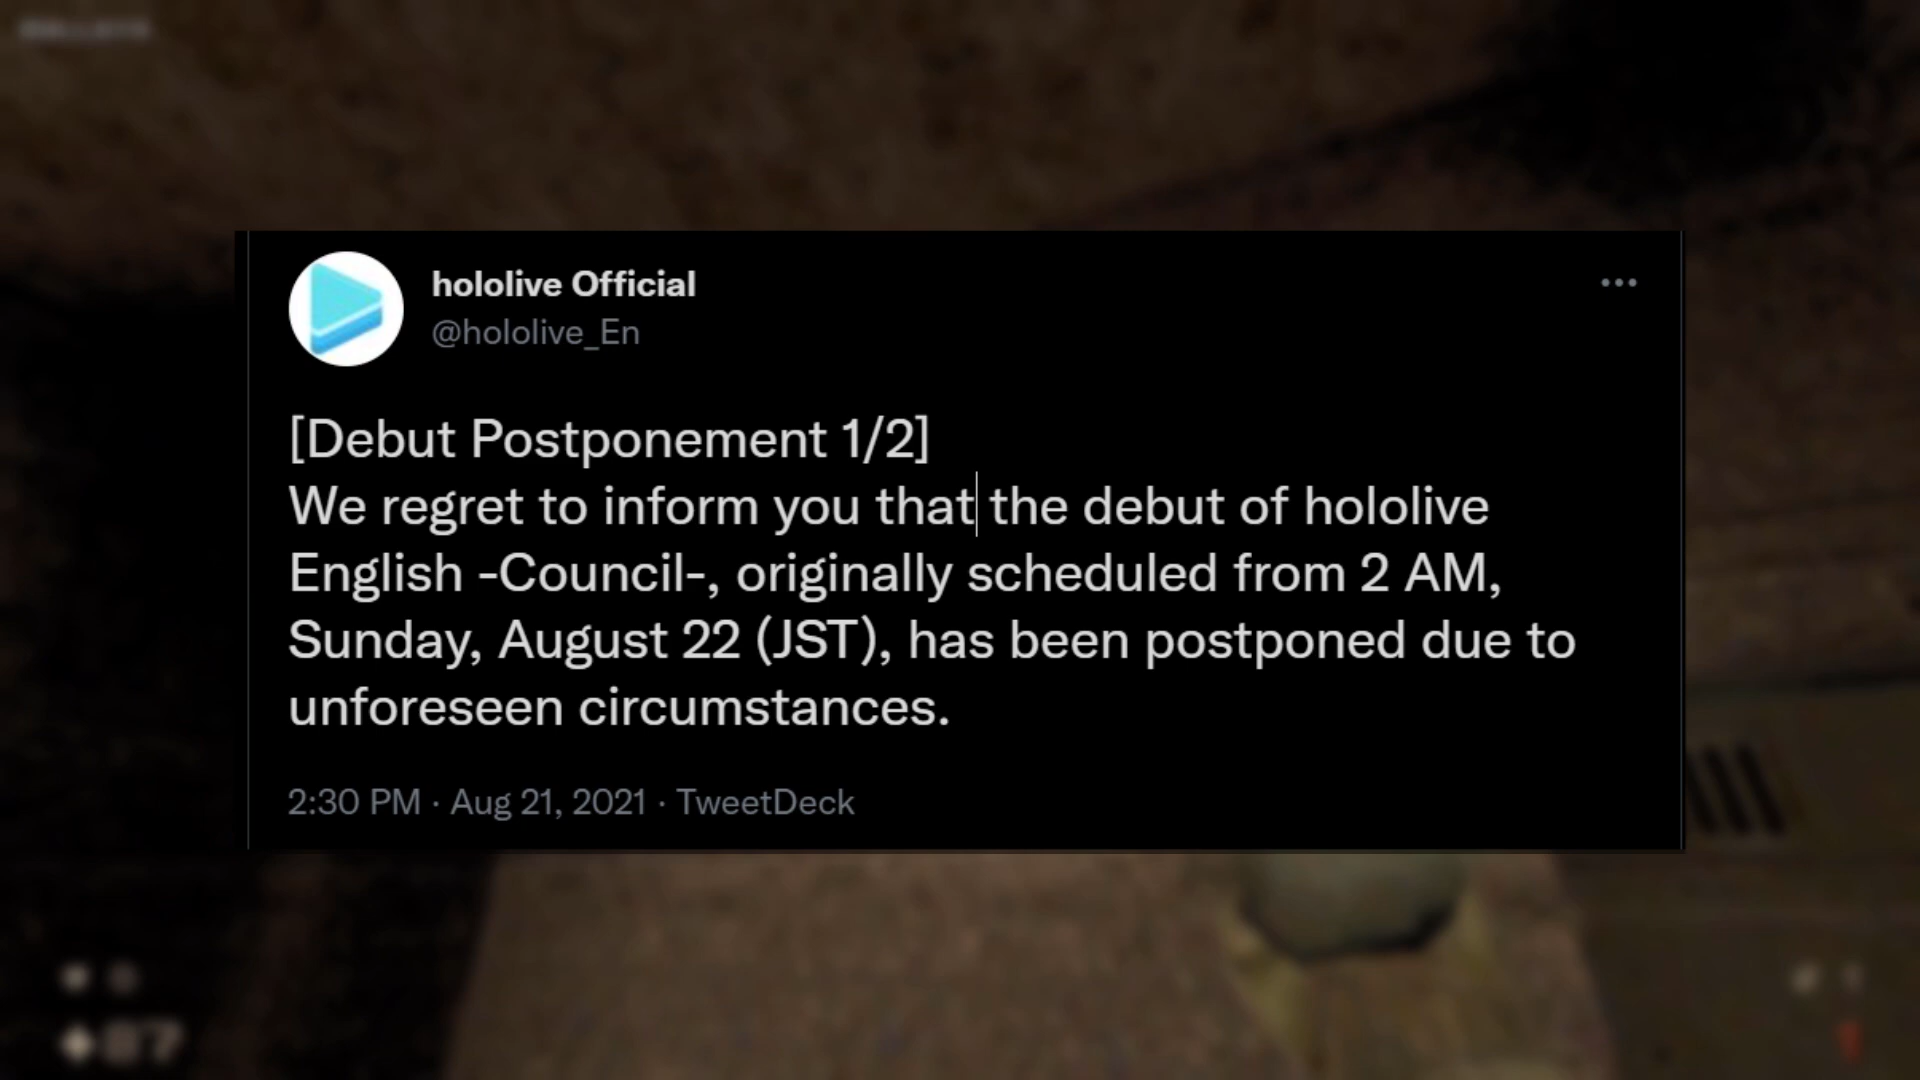 hololive Official
@hololive_En
[Debut Postponement 1/2]
We regret to inform you that the debut of hololive
English -Council-, originally scheduled from 2 AM,
Sunday, August 22 (JST), has been postponed due to
unforeseen circumstances.
2:30 PM · Aug 21, 2021 · TweetDeck